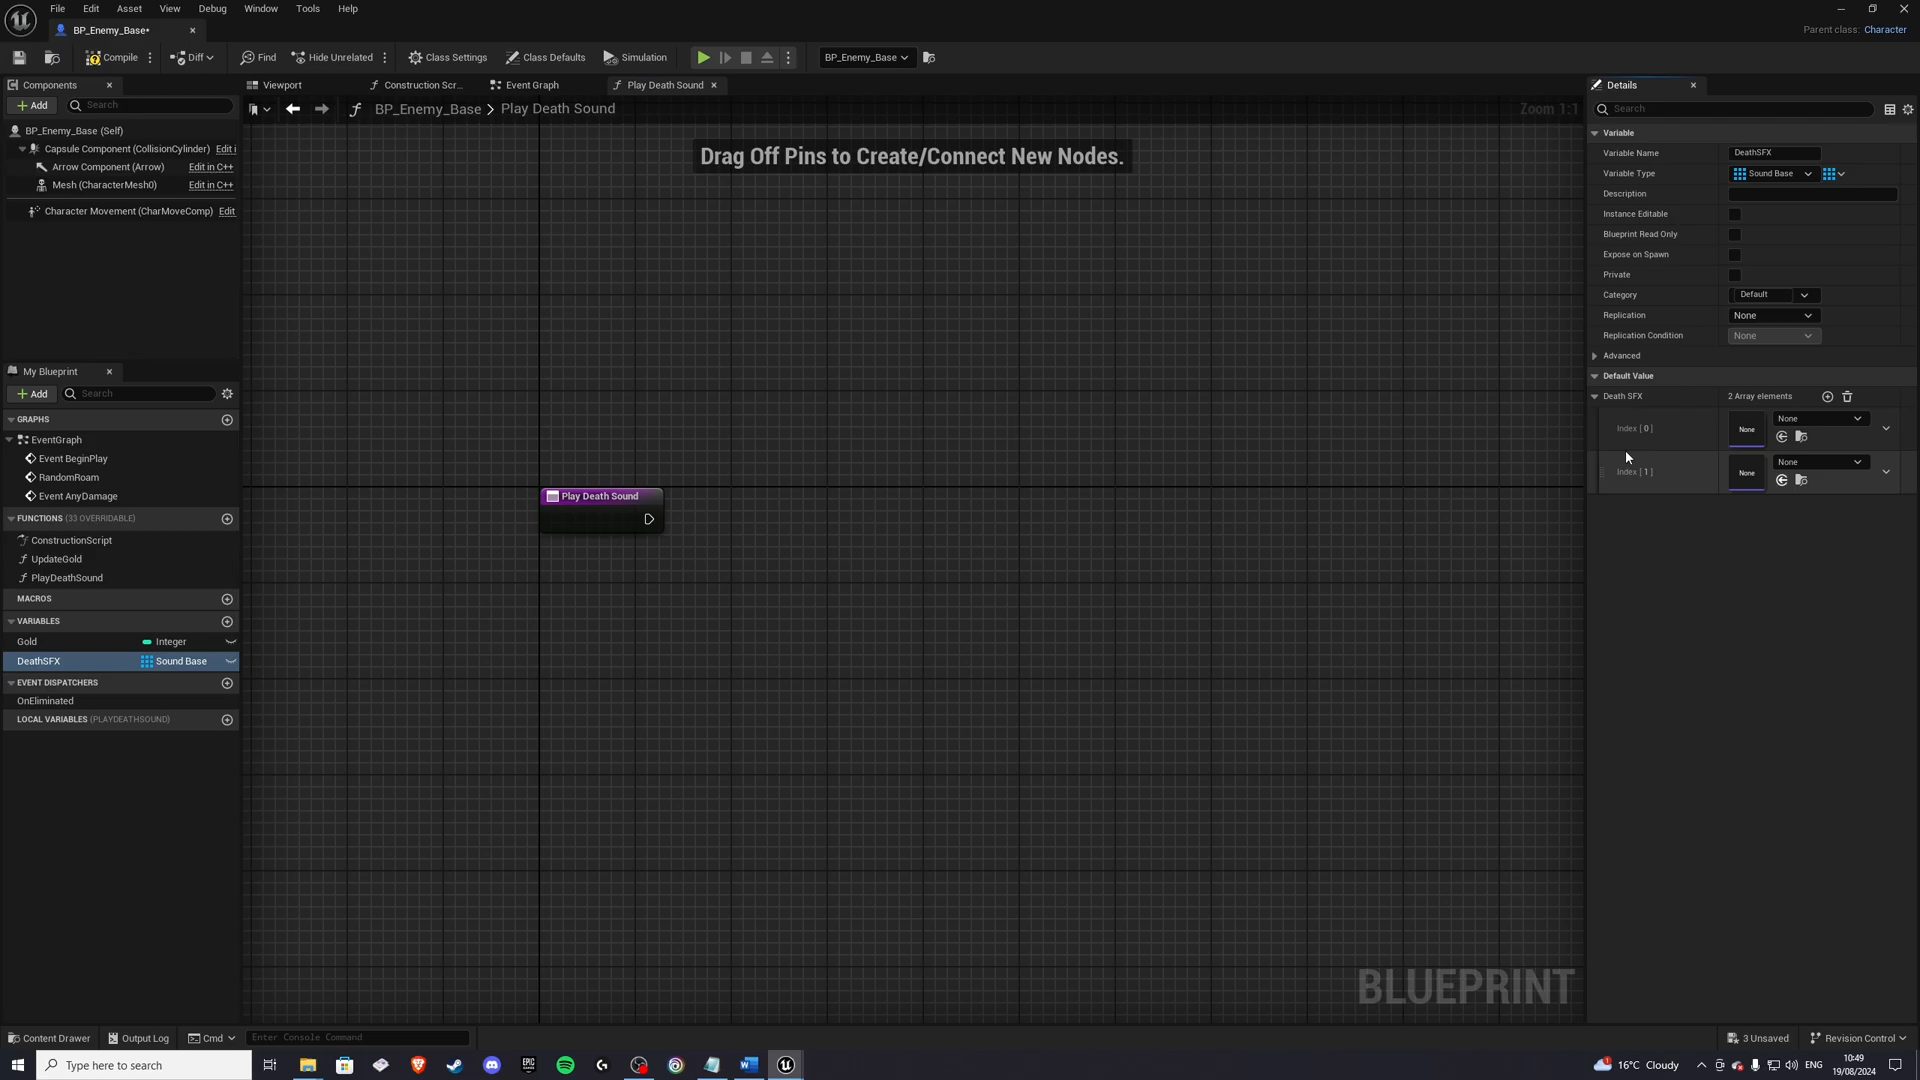 File Edit Asset View Debug Window Tools Help
BP_Enemy_Base•
Parent class: Character
Compile Diff Find Hide Unrelated Class Settings Class Defaults Simulation BP_Enemy_Base
Components Viewport Construction Scr... Event Graph Play Death Sound Details
Add Search BP_Enemy_Base > Play Death Sound Zoom 1:1 Search
BP_Enemy_Base (Self)
Capsule Component (CollisionCylinder) Edit i
Arrow Component (Arrow) Edit in C++
Mesh (CharacterMesh0) Edit in C++
Character Movement (CharMoveComp) Edit
Drag Off Pins to Create/Connect New Nodes.
Play Death Sound
BLUEPRINT
Variable
Variable Name DeathSFX
Variable Type Sound Base
Description
Instance Editable
Blueprint Read Only
Expose on Spawn
Private
Category Default
Replication None
Replication Condition None
Advanced
Default Value
Death SFX 2 Array elements
Index [ 0 ] None None
Index [ 1 ] None None
My Blueprint
Add Search
GRAPHS
EventGraph
Event BeginPlay
RandomRoam
Event AnyDamage
FUNCTIONS (33 OVERRIDABLE)
ConstructionScript
UpdateGold
PlayDeathSound
MACROS
VARIABLES
Gold Integer
DeathSFX Sound Base
EVENT DISPATCHERS
OnEliminated
LOCAL VARIABLES (PLAYDEATHSOUND)
Content Drawer Output Log Cmd Enter Console Command 3 Unsaved Revision Control
Type here to search 16°C Cloudy ENG 10:49
19/08/2024